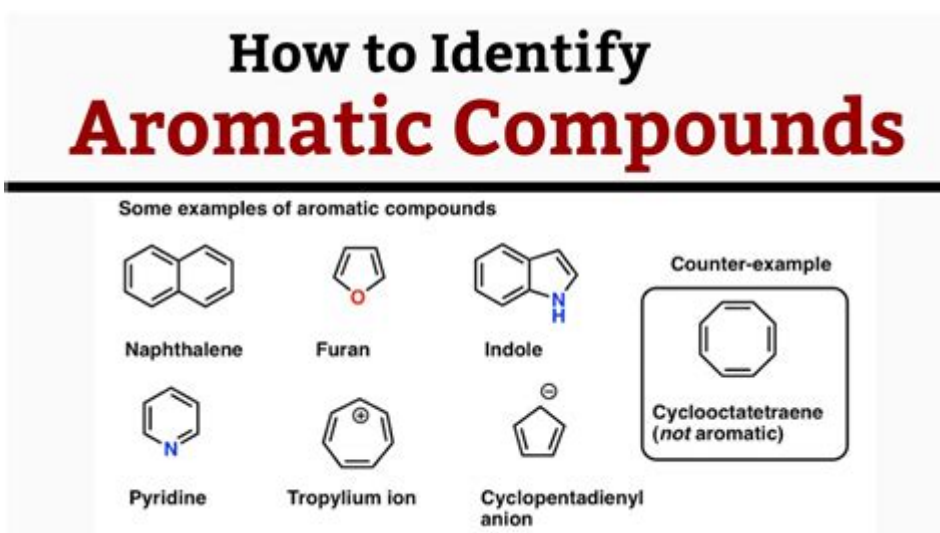 How to Identify
Aromatic Compounds
Some examples of aromatic compounds
Counter-example
O
N
H
Naphthalene
Furan
Indole
Cyclooctatetraene
(not aromatic)
⊕
⊖
N
Pyridine
Tropylium ion
Cyclopentadienyl
anion